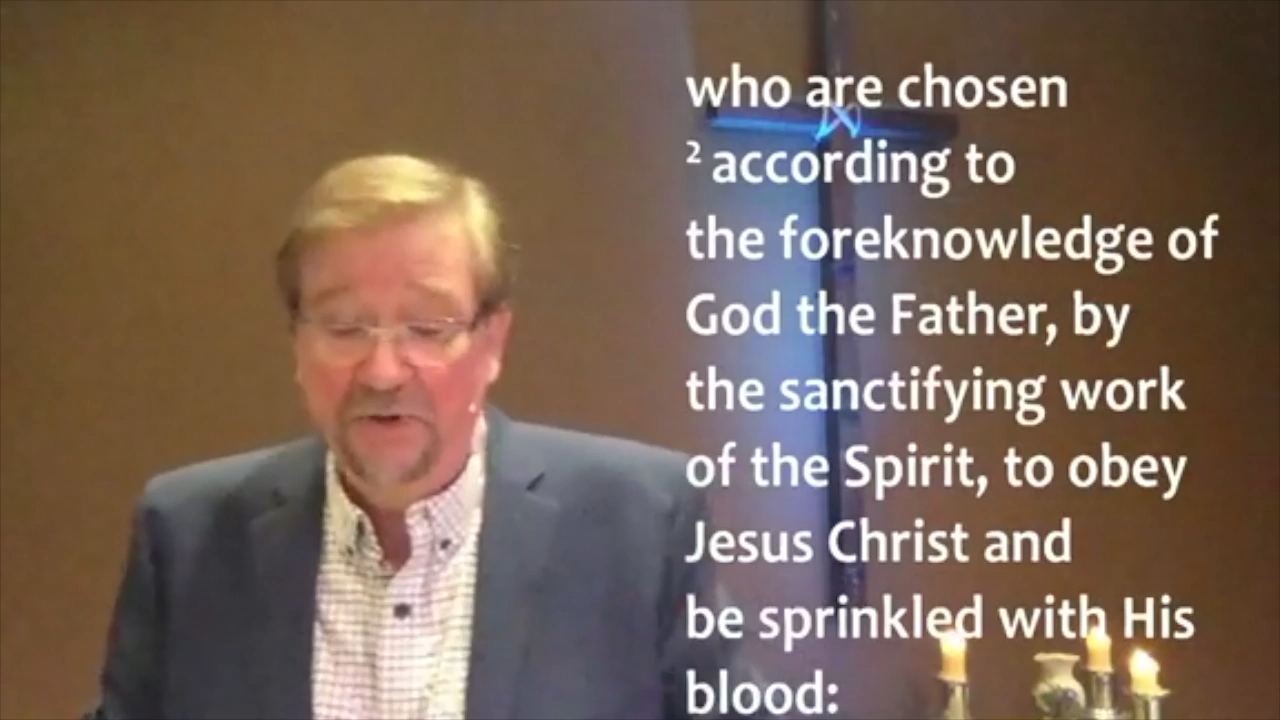 who are chosen
² according to
the foreknowledge of
God the Father, by
the sanctifying work
of the Spirit, to obey
Jesus Christ and
be sprinkled with His
blood: